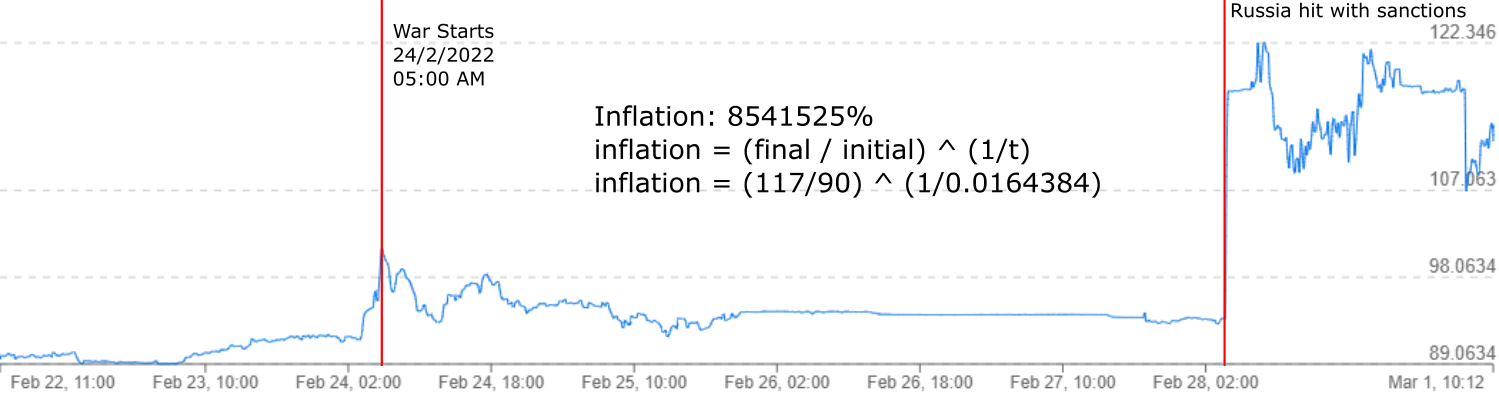 Russia hit with sanctions
122.346
War Starts
24/2/2022
05:00 AM
Inflation: 8541525%
inflation = (final / initial) ^ (1/t)
inflation = (117/90) ^ (1/0.0164384)
107.063
98.0634
89.0634
Feb 22, 11:00 Feb 23, 10:00 Feb 24, 02:00 Feb 24, 18:00 Feb 25, 10:00 Feb 26, 02:00 Feb 26, 18:00 Feb 27, 10:00 Feb 28, 02:00 Mar 1, 10:12